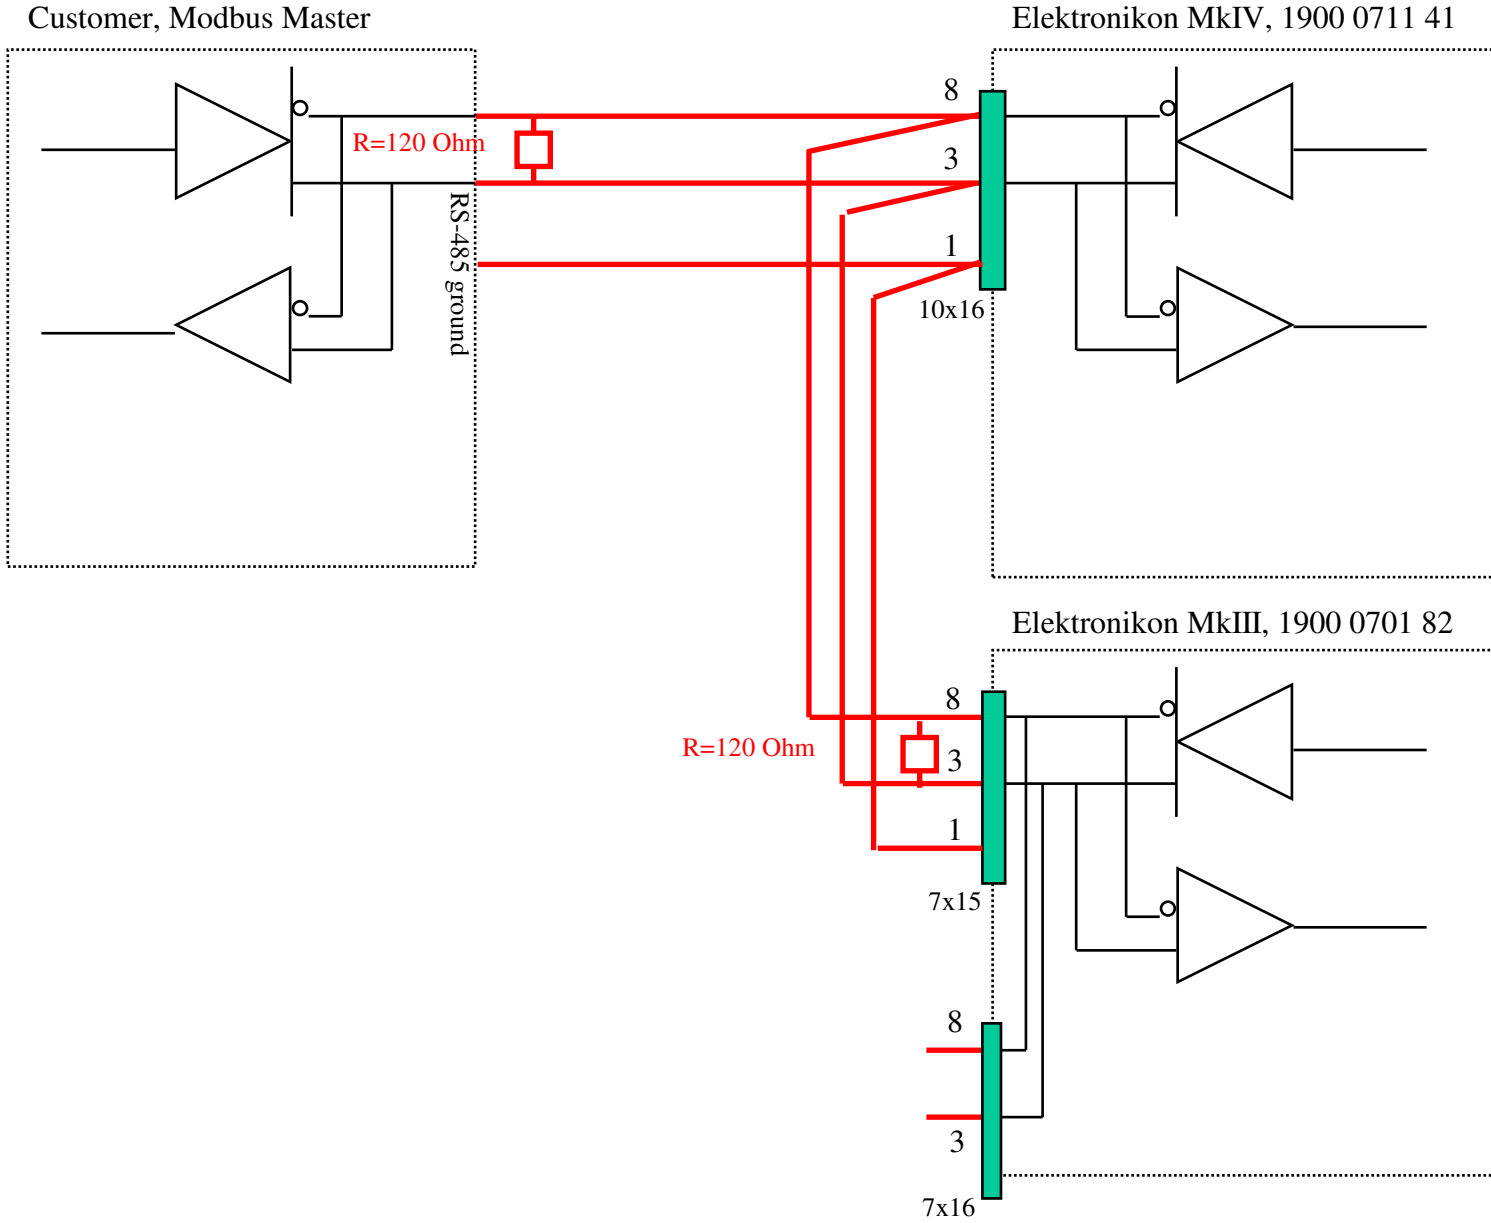 Customer, Modbus Master
Elektronikon MkIV, 1900 0711 41
8
R=120 Ohm
3
RS-485 ground
1
10x16
Elektronikon MkIII, 1900 0701 82
8
R=120 Ohm
3
1
7x15
8
3
7x16